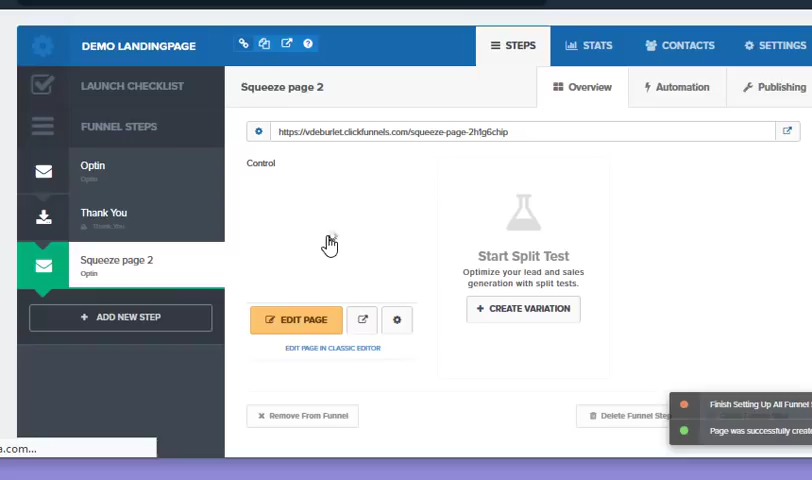 DEMO LANDINGPAGE
STEPS
STATS
CONTACTS
SETTINGS
LAUNCH CHECKLIST
Squeeze page 2
Overview
Automation
Publishing
FUNNEL STEPS
https://vdeburlet.clickfunnels.com/squeeze-page-2h1g6chip
Optin
Optin
Control
Thank You
Thank_You
Squeeze page 2
Optin
Start Split Test
Optimize your lead and sales
generation with split tests.
+ CREATE VARIATION
+ ADD NEW STEP
EDIT PAGE
EDIT PAGE IN CLASSIC EDITOR
Remove From Funnel
Delete Funnel Step
Finish Setting Up All Funnel
Page was successfully create
a.com...